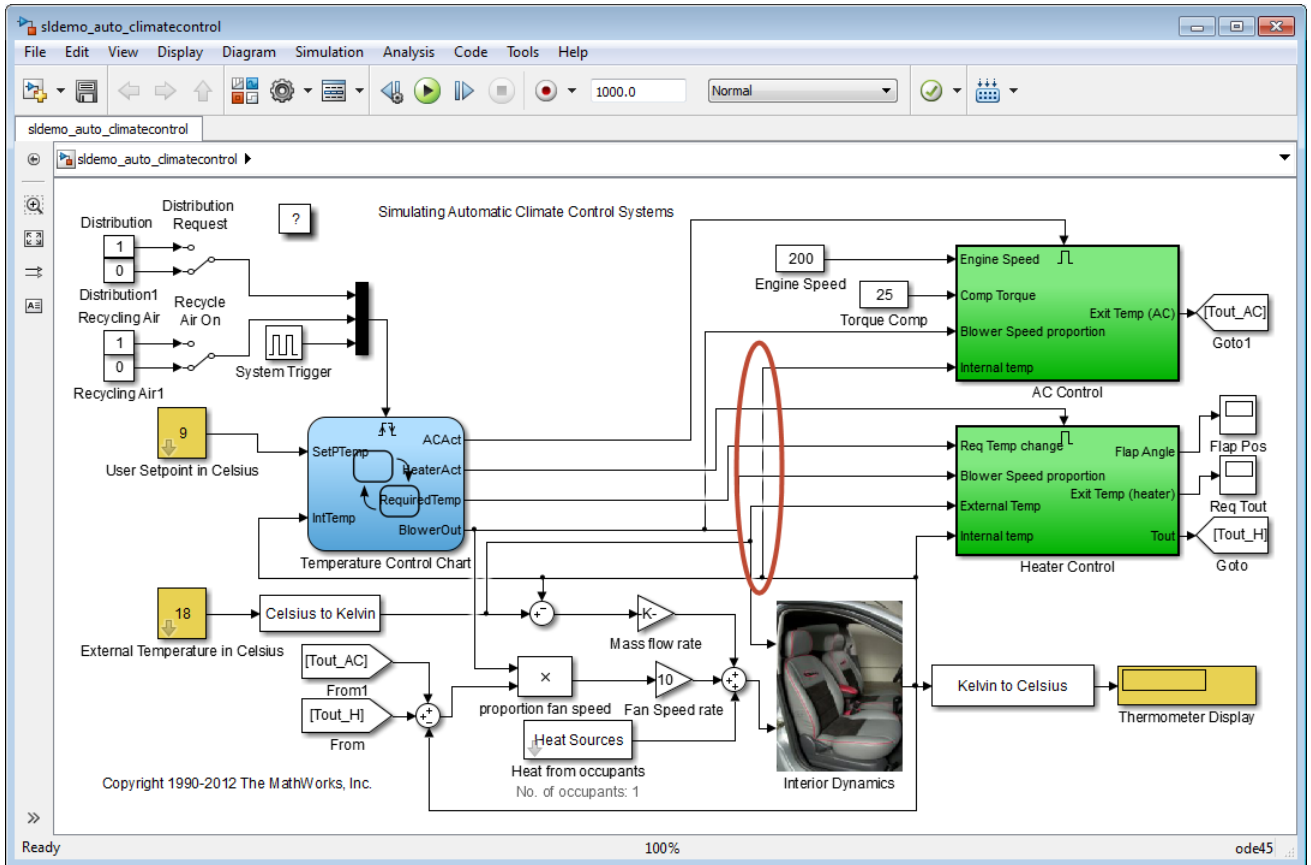 sldemo_auto_climatecontrol
File Edit View Display Diagram Simulation Analysis Code Tools Help
1000.0 Normal
sldemo_auto_climatecontrol
sldemo_auto_climatecontrol
Simulating Automatic Climate Control Systems
?
Distribution
Distribution
Request
1
0
Distribution1
Recycling Air
Recycle
Air On
1
0
Recycling Air1
System Trigger
9
User Setpoint in Celsius
SetPTemp
IntTemp
ACAct
HeaterAct
RequiredTemp
BlowerOut
Temperature Control Chart
200
Engine Speed
25
Torque Comp
Engine Speed
Comp Torque
Blower Speed proportion
Internal temp
Exit Temp (AC)
AC Control
[Tout_AC]
Goto1
Req Temp change
Blower Speed proportion
External Temp
Internal temp
Flap Angle
Exit Temp (heater)
Tout
Heater Control
Flap Pos
Req Tout
[Tout_H]
Goto
18
External Temperature in Celsius
Celsius to Kelvin
-K-
Mass flow rate
[Tout_AC]
From1
[Tout_H]
From
×
proportion fan speed
10
Fan Speed rate
Heat Sources
Heat from occupants
No. of occupants: 1
Interior Dynamics
Kelvin to Celsius
Thermometer Display
Copyright 1990-2012 The MathWorks, Inc.
Ready 100% ode45